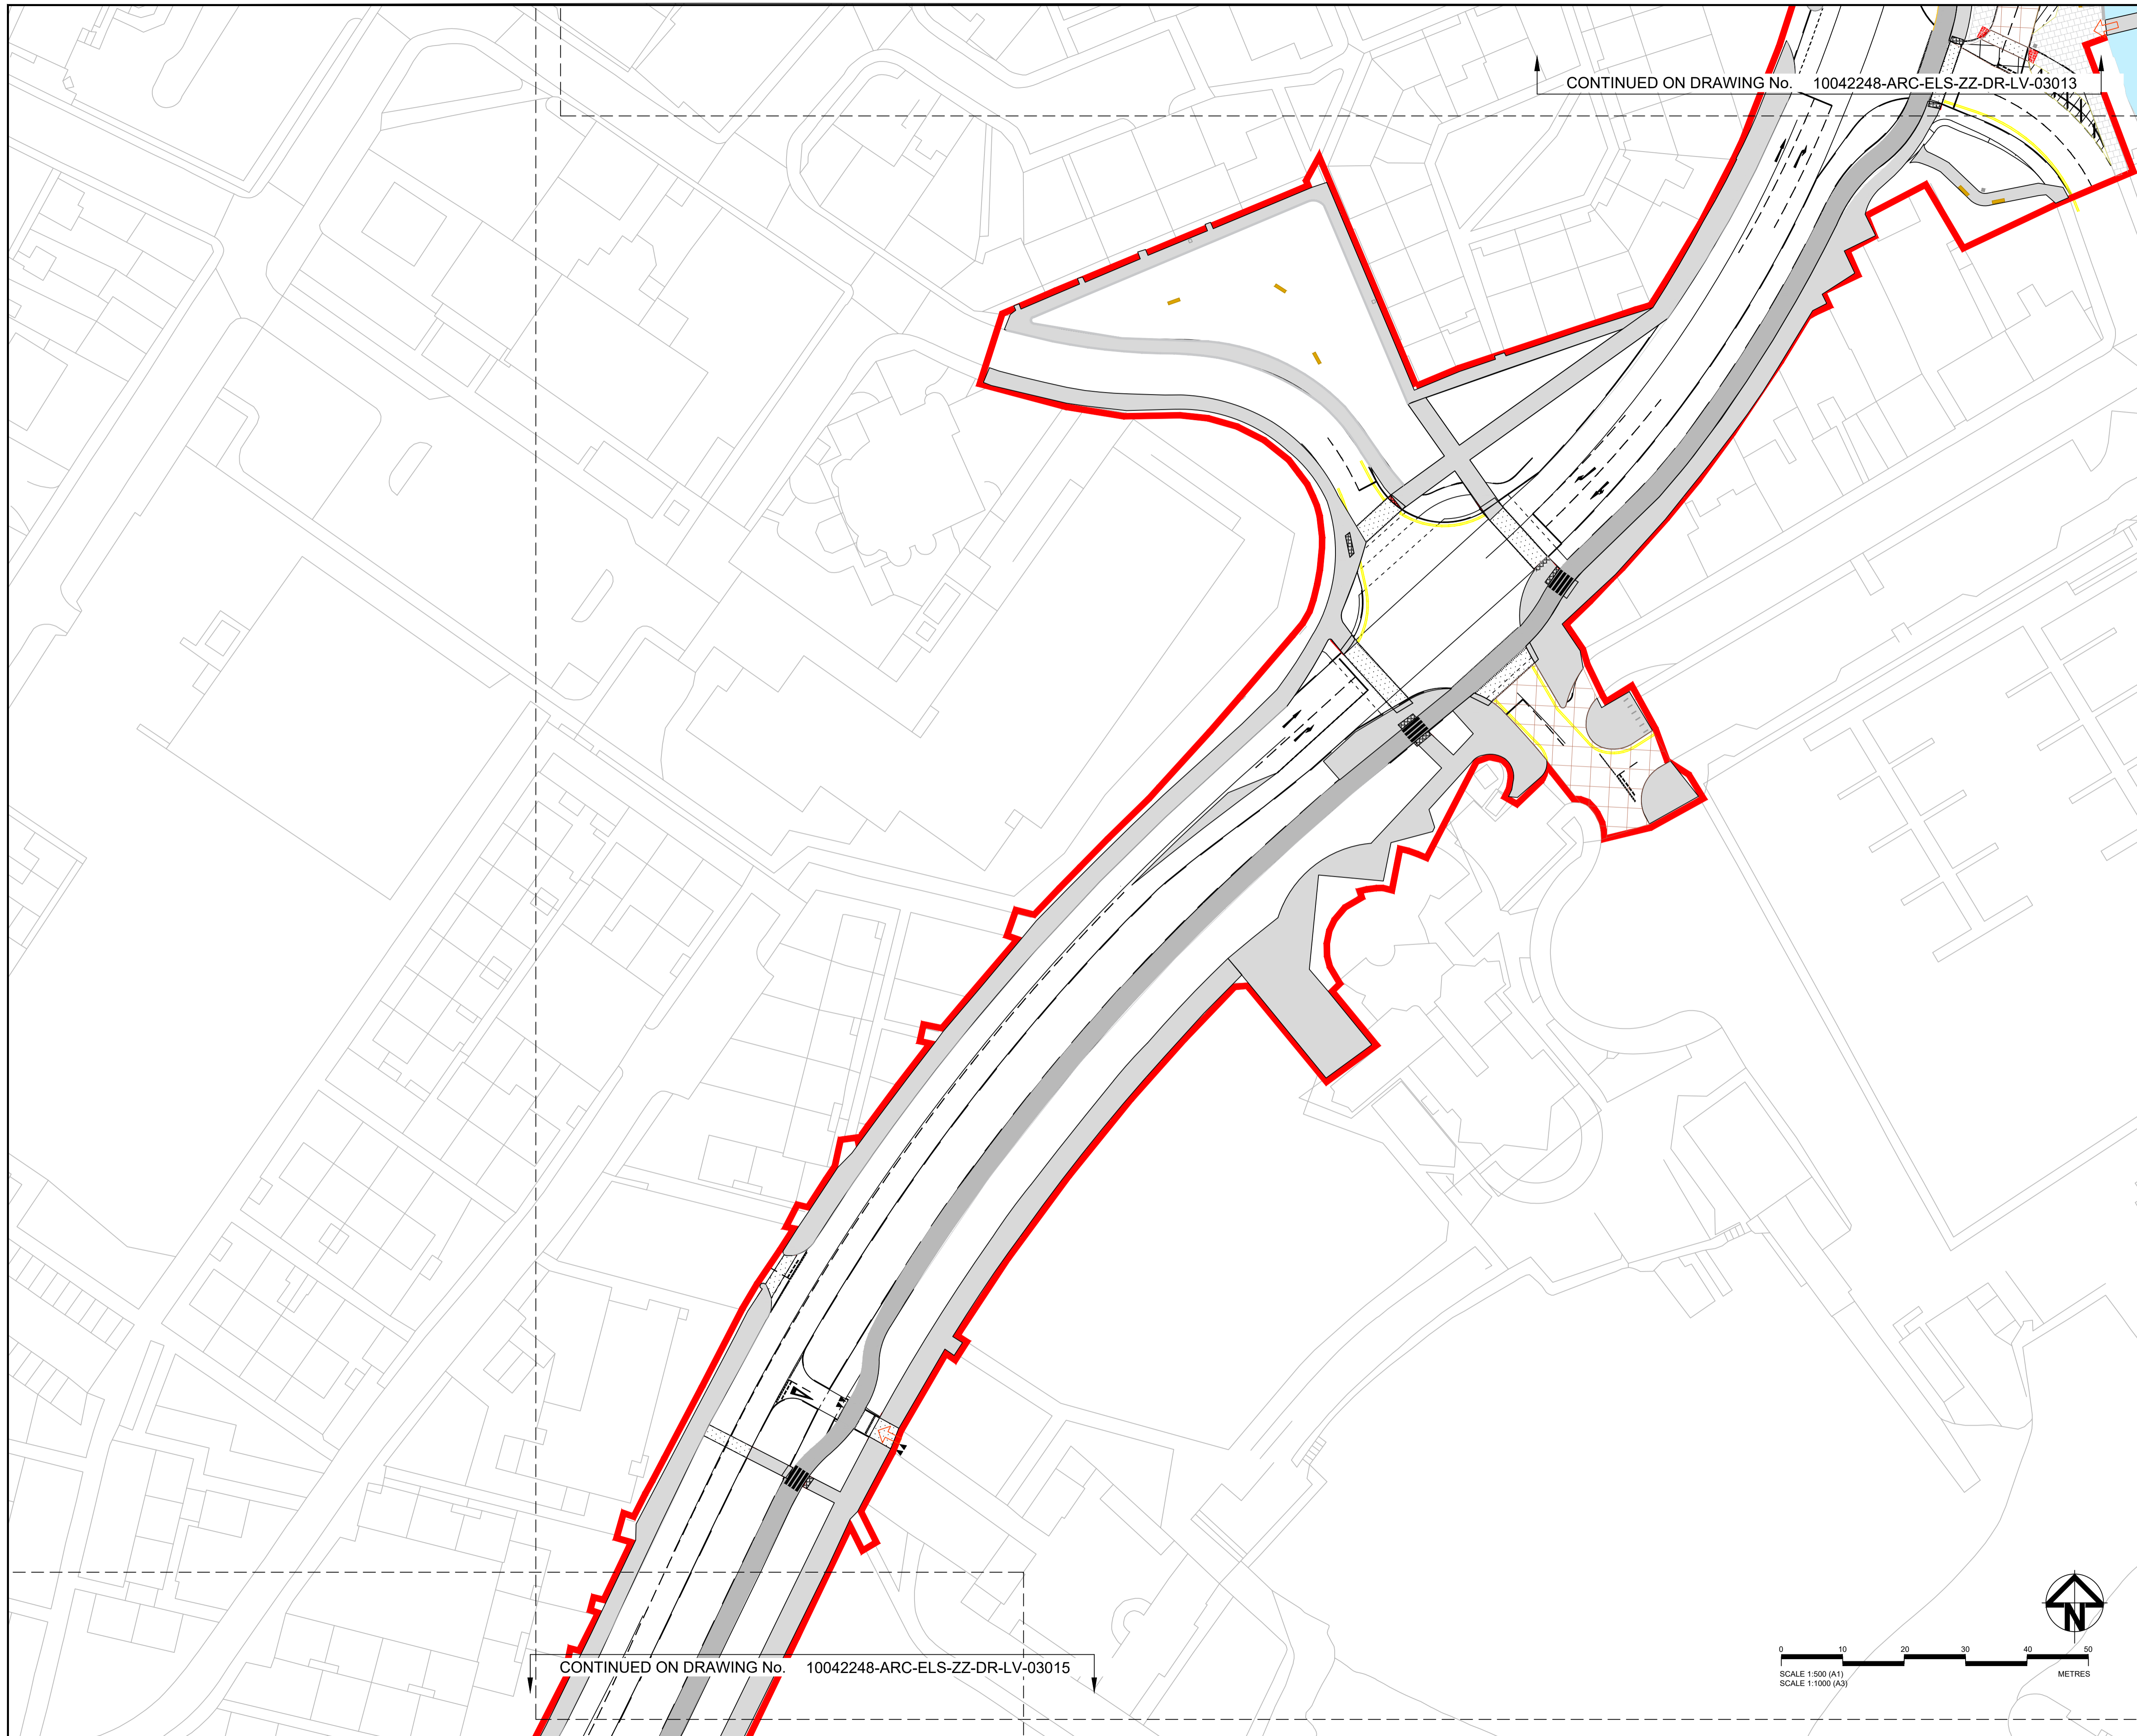 CONTINUED ON DRAWING No. 10042248-ARC-ELS-ZZ-DR-LV-03013
CONTINUED ON DRAWING No. 10042248-ARC-ELS-ZZ-DR-LV-03015
N
0 10 20 30 40 50
SCALE 1:500 (A1) METRES
SCALE 1:1000 (A3)